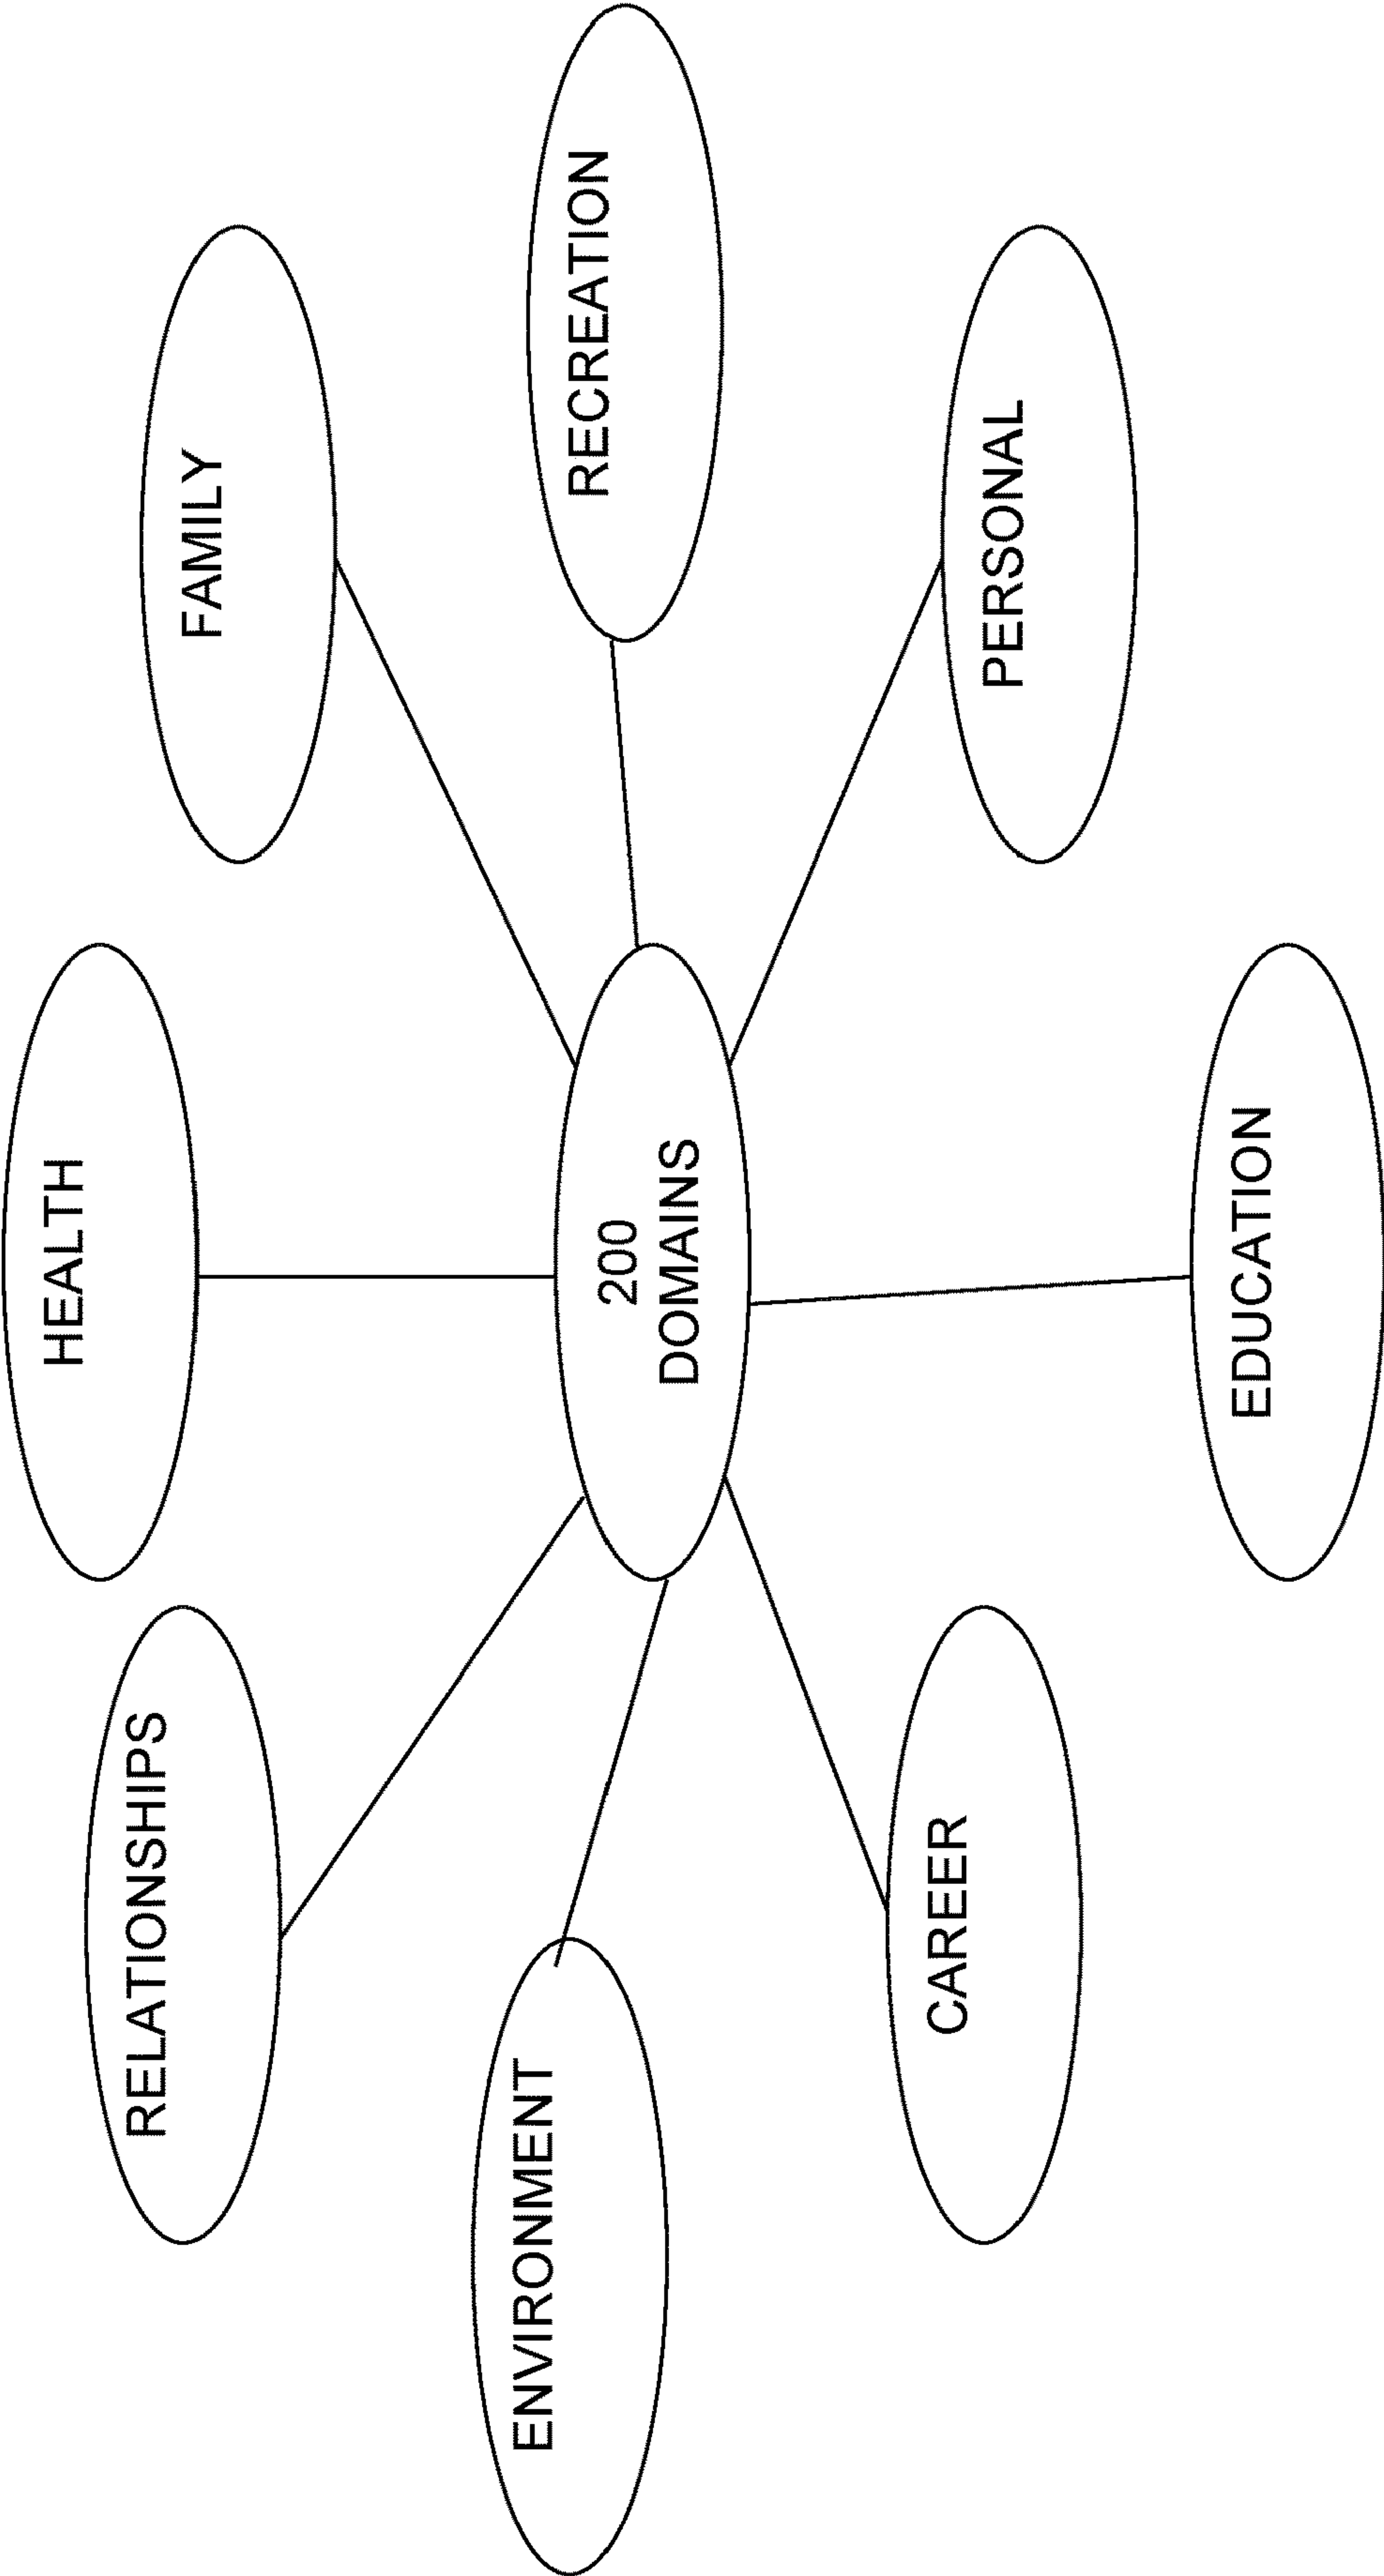 HEALTH
RELATIONSHIPS
FAMILY
ENVIRONMENT
200
DOMAINS
RECREATION
CAREER
PERSONAL
EDUCATION